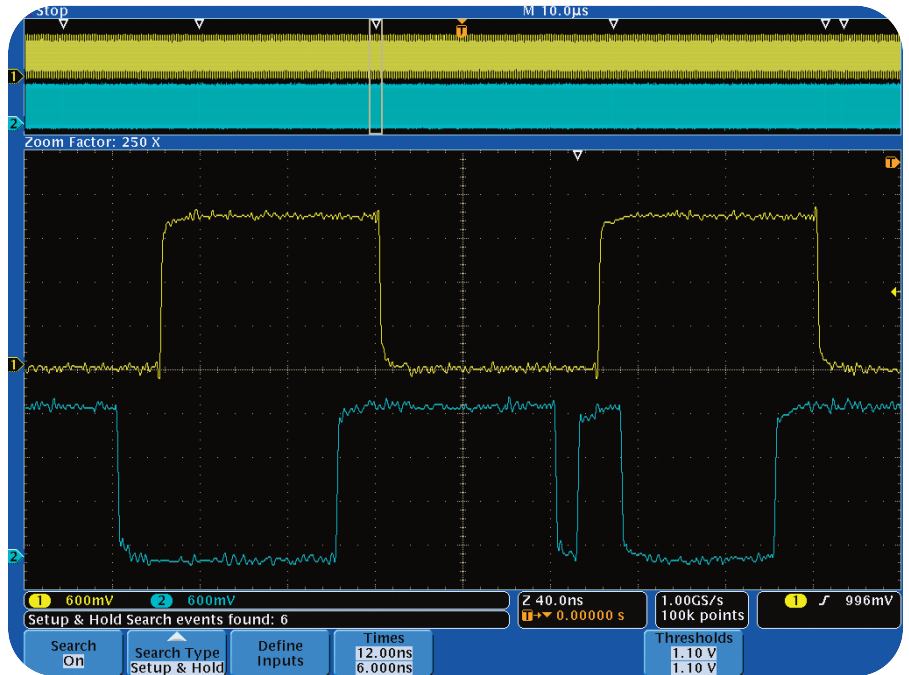 Stop
M 10.0µs
T
1
2
Zoom Factor: 250 X
T
1
2
1 600mV 2 600mV
Z 40.0ns
T→▼ 0.00000 s
1.00GS/s
100k points
1 ʃ 996mV
Setup & Hold Search events found: 6
Search
On
Search Type
Setup & Hold
Define
Inputs
Times
12.00ns
6.000ns
Thresholds
1.10 V
1.10 V